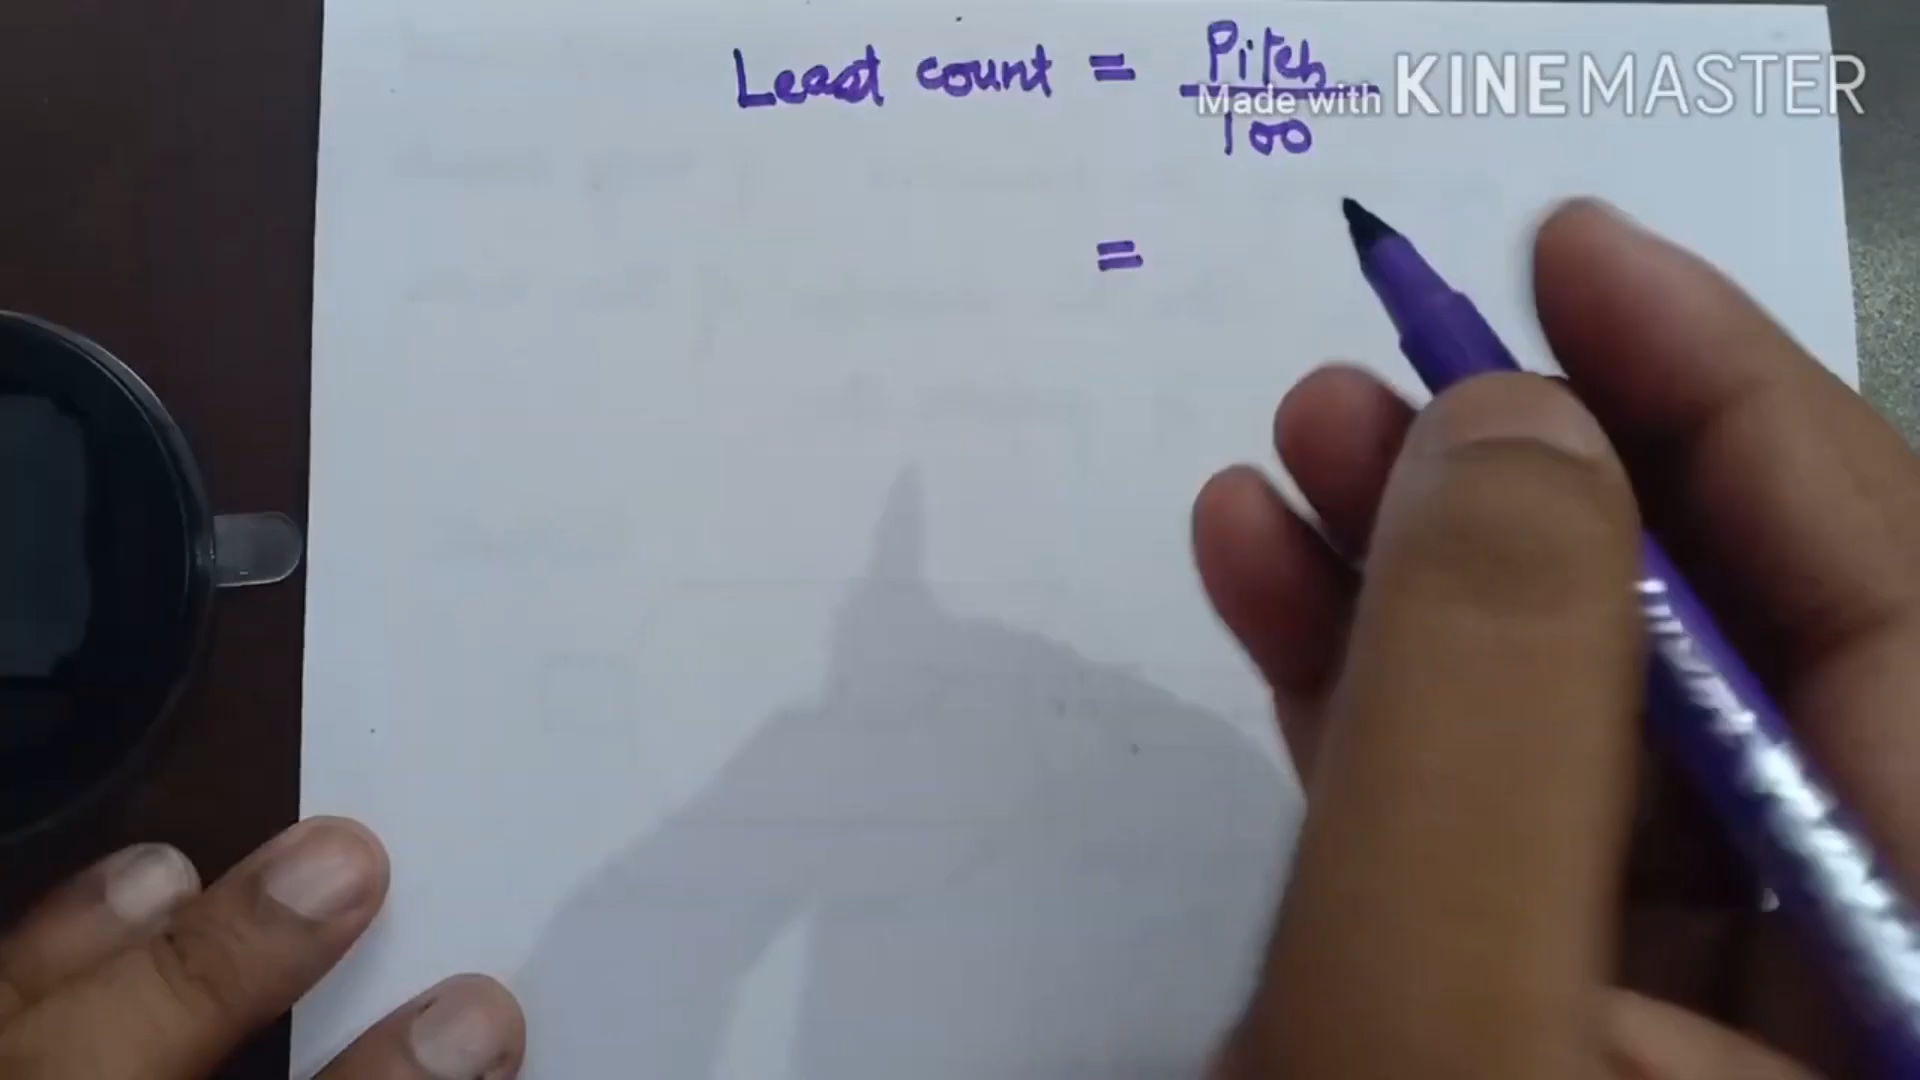 Least count = Pitch
Made with KINEMASTER
100
=